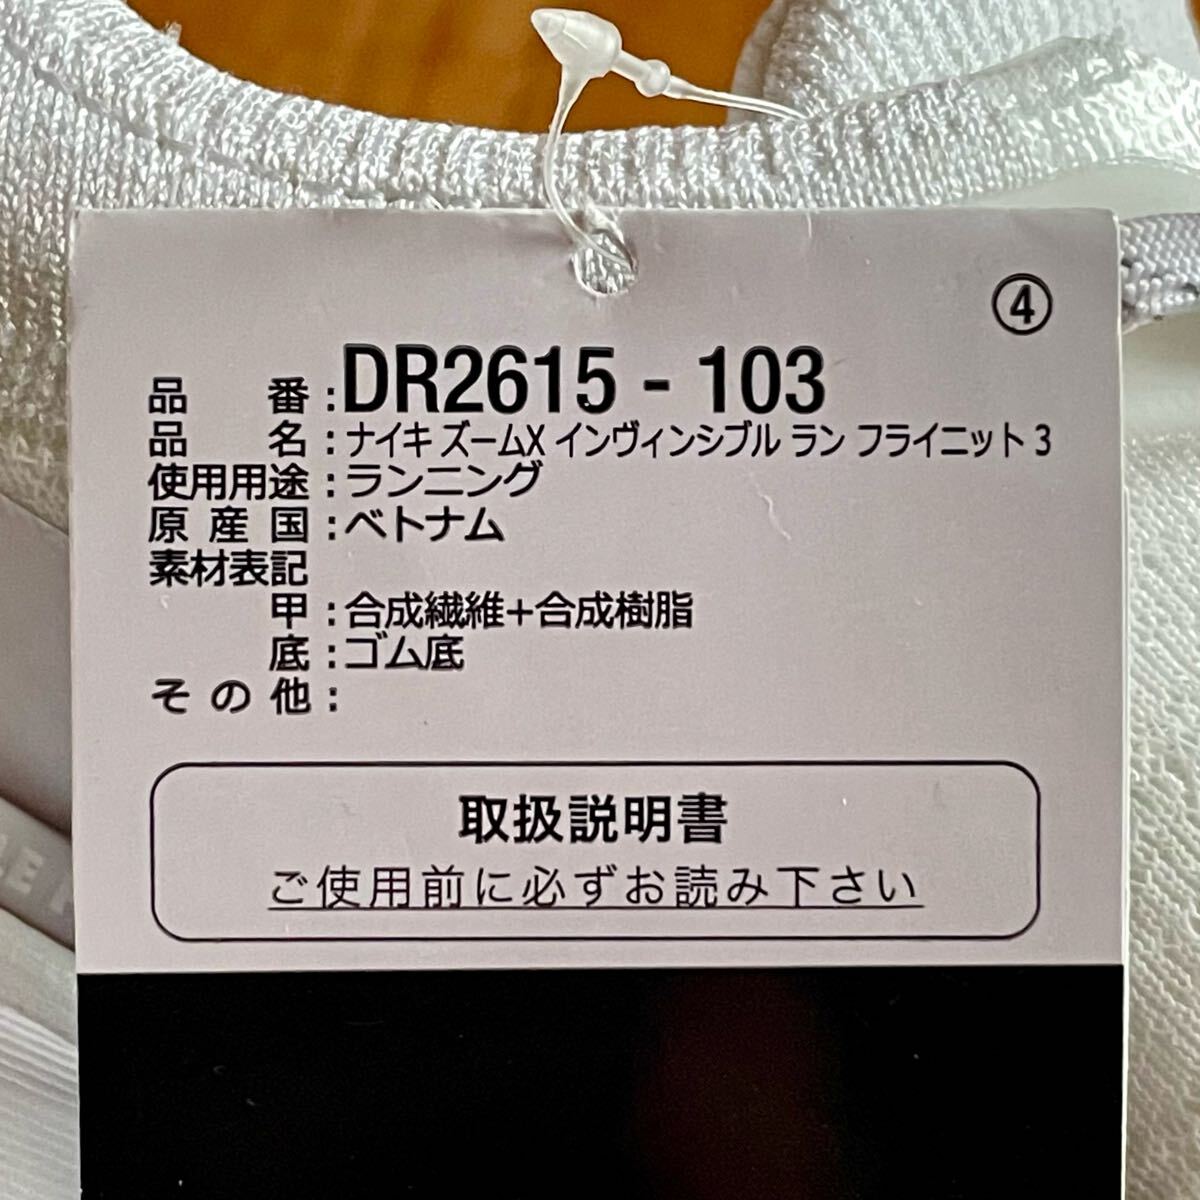 ④
品番:DR2615-103
品名:ナイキ ズームX インヴィンシブル ラン フライニット 3
使用用途:ランニング
原産国:ベトナム
素材表記
甲:合成繊維+合成樹脂
底:ゴム底
その他:
取扱説明書
ご使用前に必ずお読み下さい